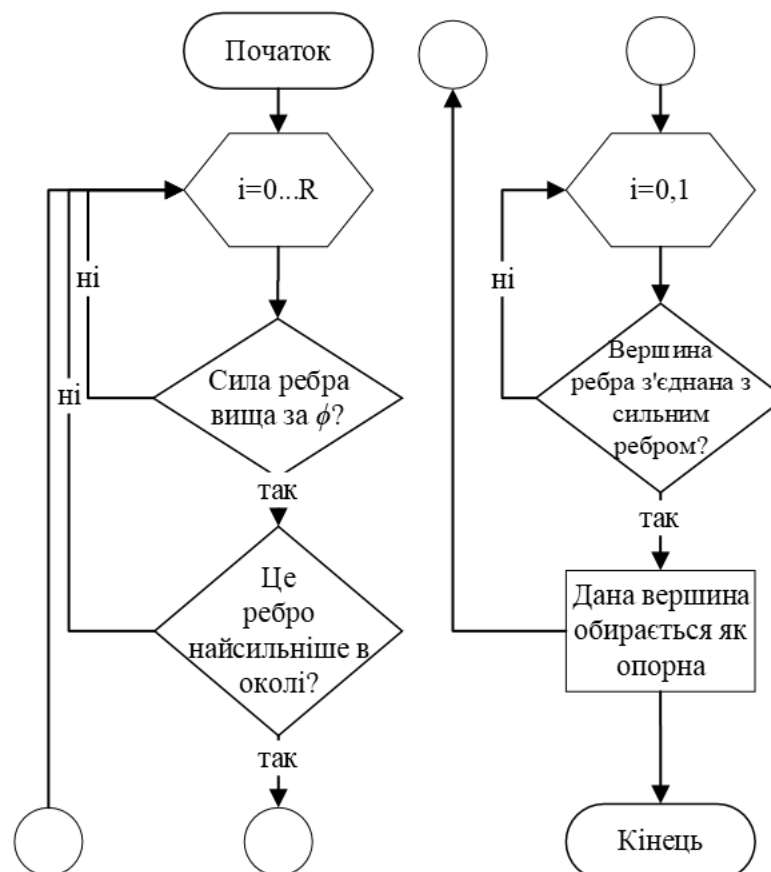 Початок
i=0...R
ні
Сила ребра
вища за ϕ?
ні
так
Це
ребро
найсильніше в
околі?
так
i=0,1
ні
Вершина
ребра з'єднана з
сильним
ребром?
так
Дана вершина
обирається як
опорна
Кінець